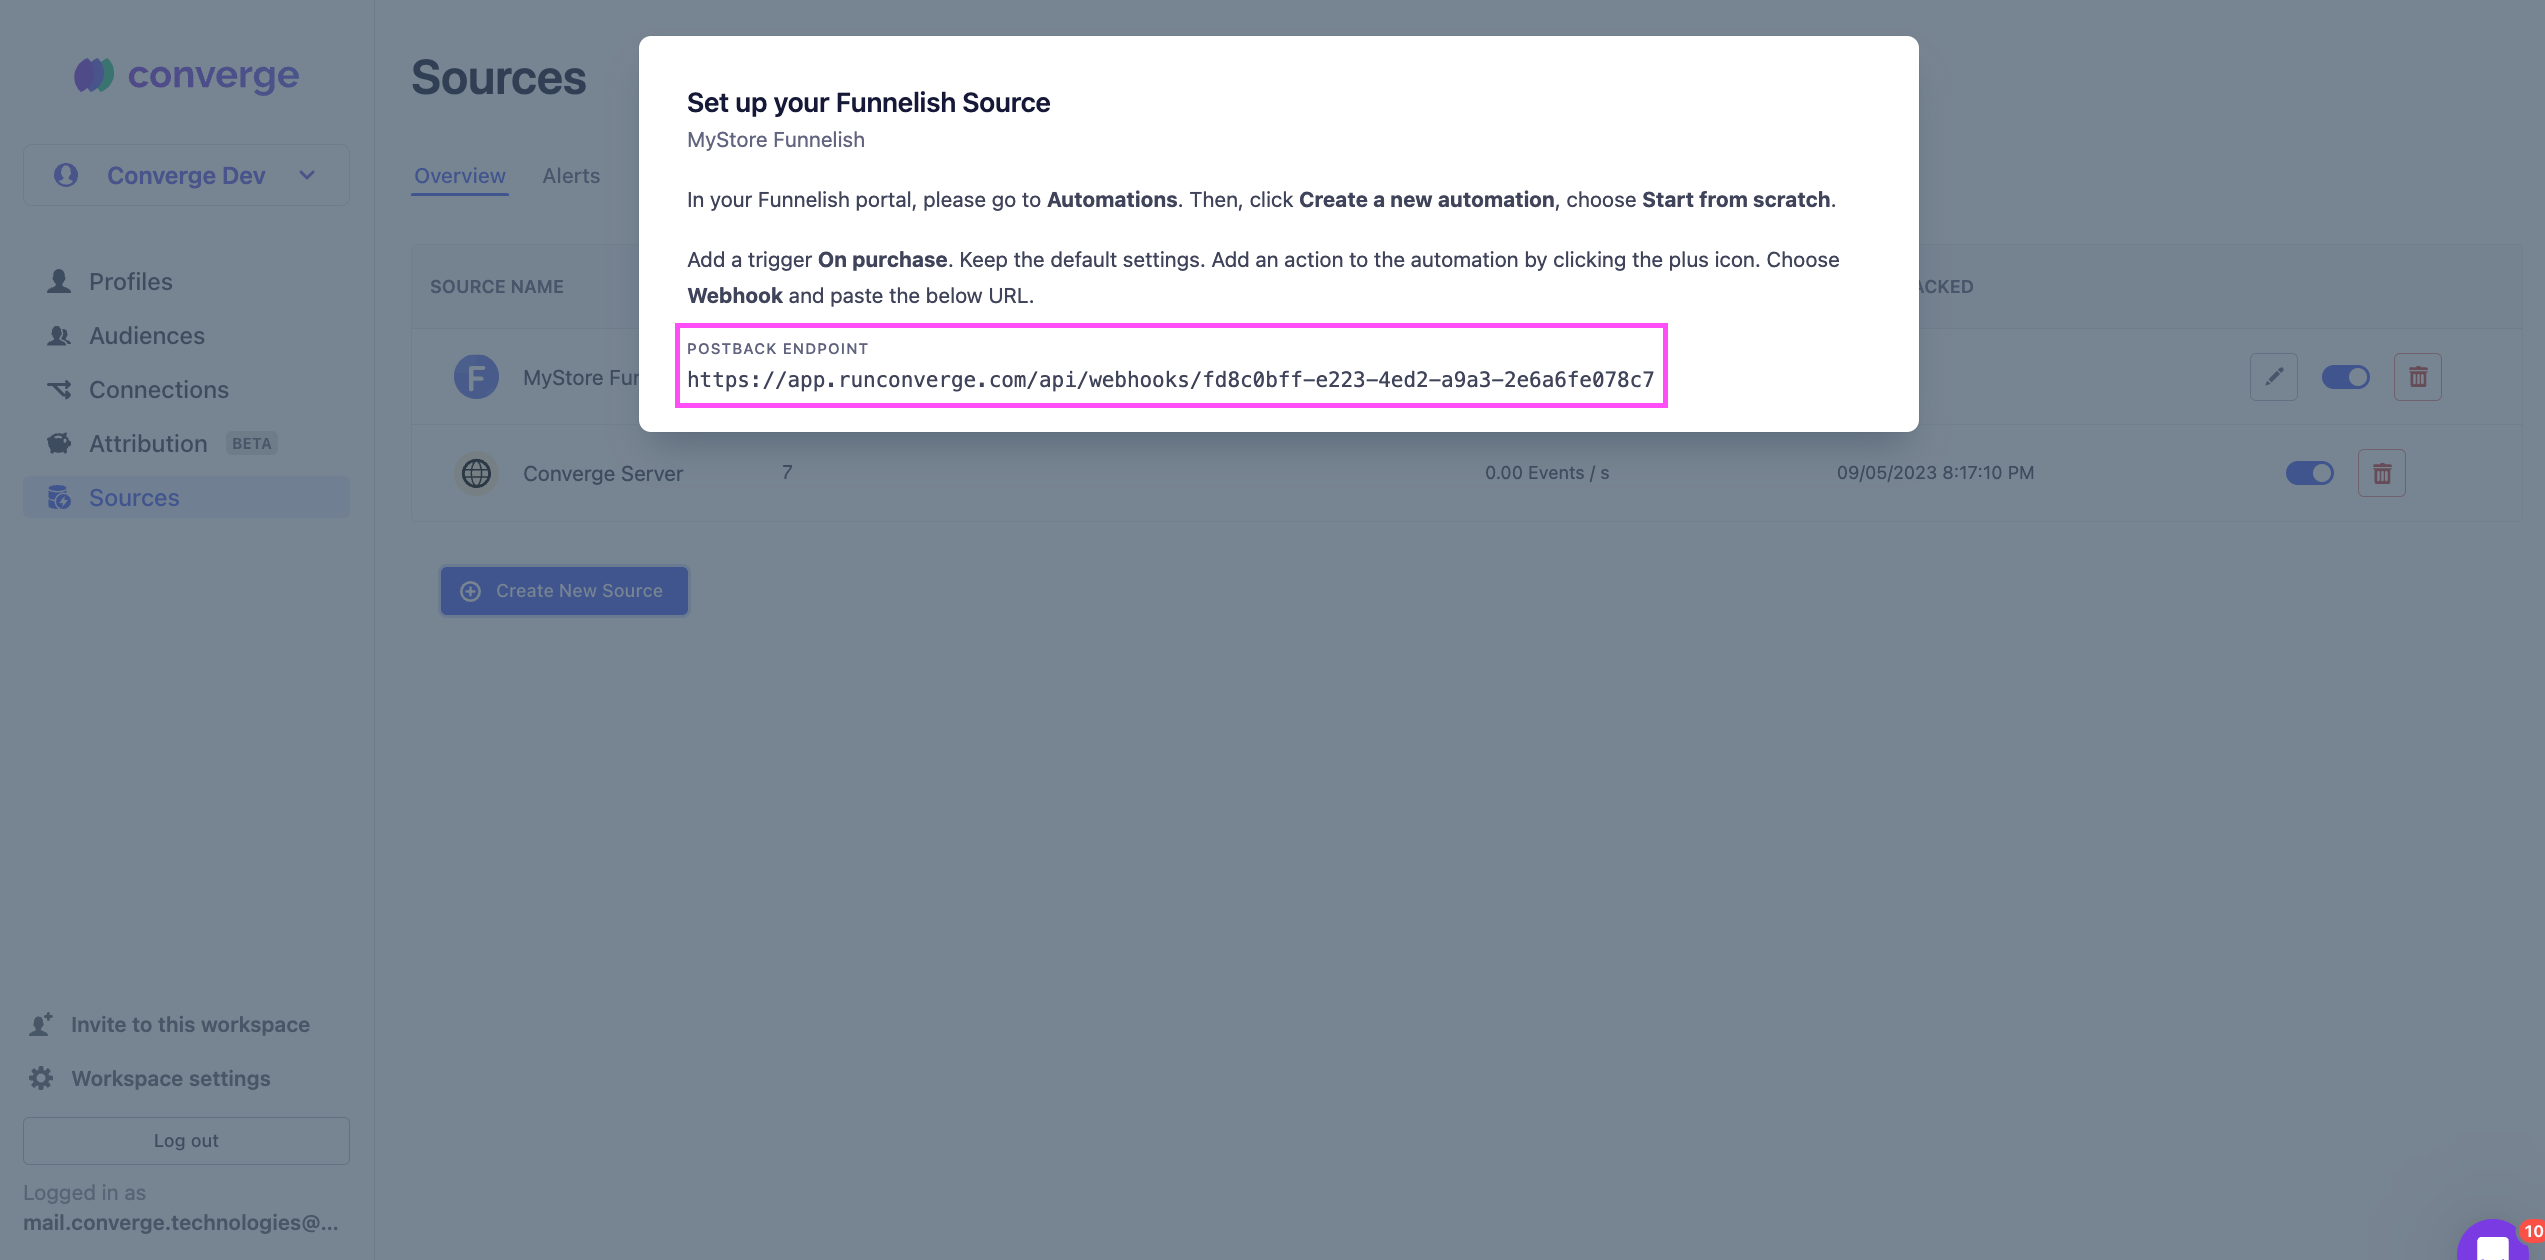 converge
Converge Dev
Profiles
Audiences
Connections
Attribution BETA
Sources
Invite to this workspace
Workspace settings
Log out
Logged in as
mail.converge.technologies@...
Sources
Overview Alerts
SOURCE NAME
F MyStore
Converge Server 7 0.00 Events / s 09/05/2023 8:17:10 PM
Create New Source
Set up your Funnelish Source
MyStore Funnelish
In your Funnelish portal, please go to Automations. Then, click Create a new automation, choose Start from scratch.
Add a trigger On purchase. Keep the default settings. Add an action to the automation by clicking the plus icon. Choose
Webhook and paste the below URL.
POSTBACK ENDPOINT
https://app.runconverge.com/api/webhooks/fd8c0bff-e223-4ed2-a9a3-2e6a6fe078c7
10